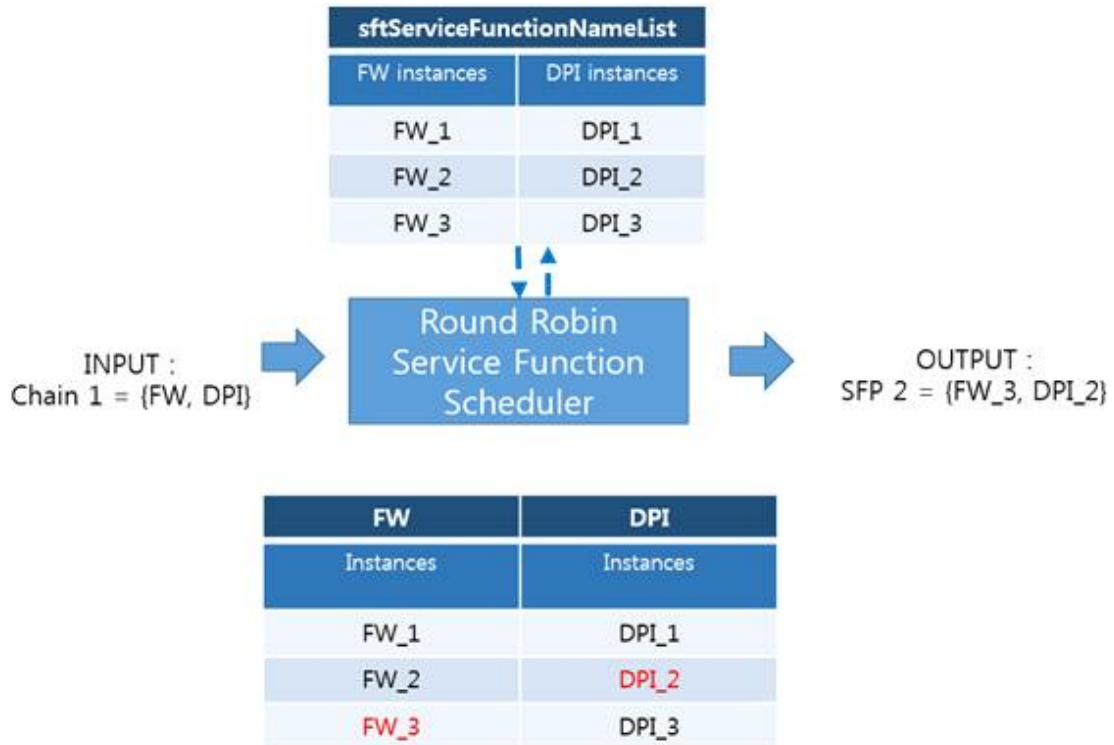 sftServiceFunctionNameList
FW instances DPI instances
FW_1 DPI_1
FW_2 DPI_2
FW_3 DPI_3
Round Robin
Service Function
Scheduler
INPUT :
Chain 1 = {FW, DPI}
OUTPUT :
SFP 2 = {FW_3, DPI_2}
FW DPI
Instances Instances
FW_1 DPI_1
FW_2 DPI_2
FW_3 DPI_3